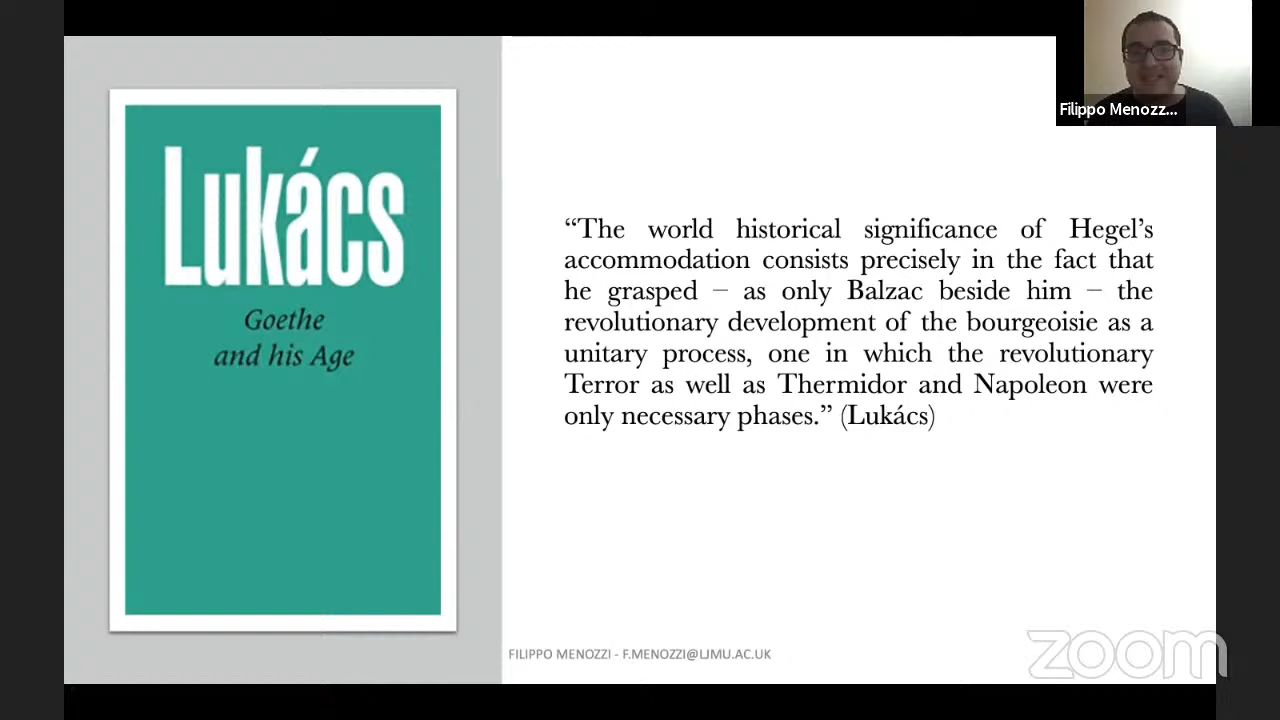 Filippo Menozz...
Lukács
Goethe
and his Age
“The world historical significance of Hegel’s
accommodation consists precisely in the fact that
he grasped – as only Balzac beside him – the
revolutionary development of the bourgeoisie as a
unitary process, one in which the revolutionary
Terror as well as Thermidor and Napoleon were
only necessary phases.” (Lukács)
FILIPPO MENOZZI - F.MENOZZI@LJMU.AC.UK
zoom